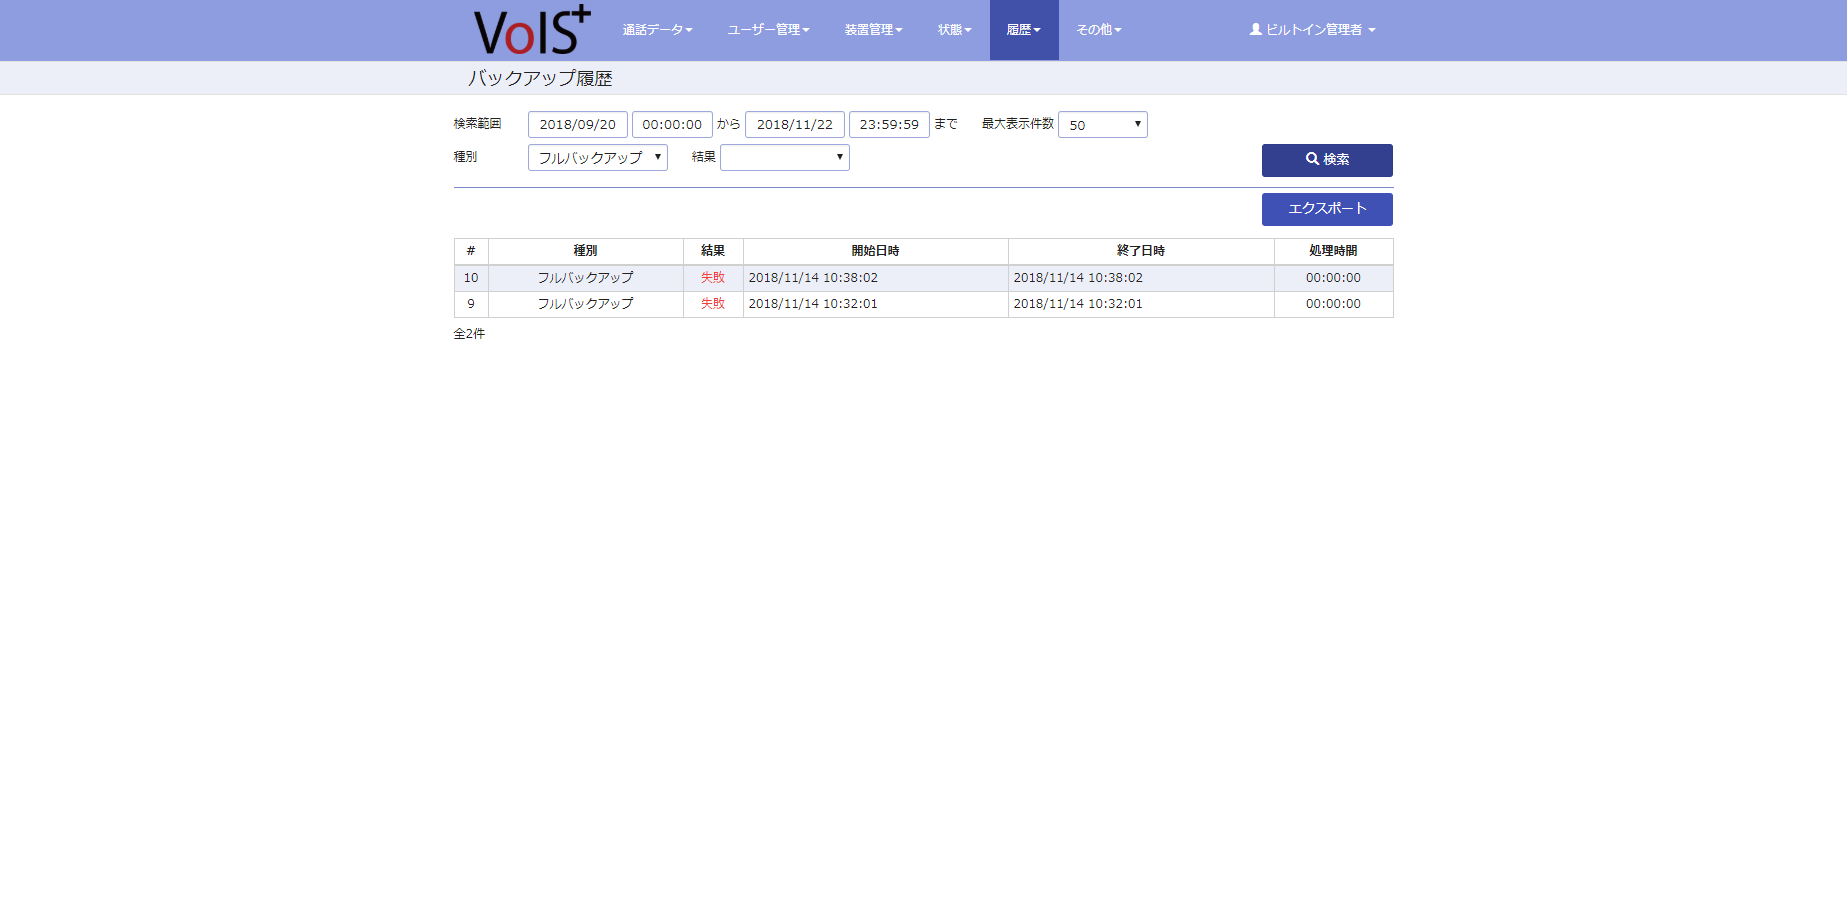 VoIS+ 通話データ ユーザー管理 装置管理 状態 履歴 その他 ビルトイン管理者
バックアップ履歴
検索範囲 2018/09/20 00:00:00 から 2018/11/22 23:59:59 まで 最大表示件数 50
種別 フルバックアップ 結果 検索
エクスポート
# 種別 結果 開始日時 終了日時 処理時間
10 フルバックアップ 失敗 2018/11/14 10:38:02 2018/11/14 10:38:02 00:00:00
9 フルバックアップ 失敗 2018/11/14 10:32:01 2018/11/14 10:32:01 00:00:00
全2件